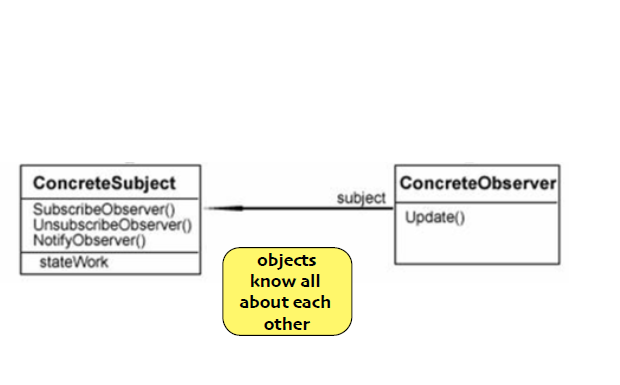 ConcreteSubject
SubscribeObserver()
UnsubscribeObserver()
NotifyObserver()
stateWork
subject
ConcreteObserver
Update()
objects
know all
about each
other